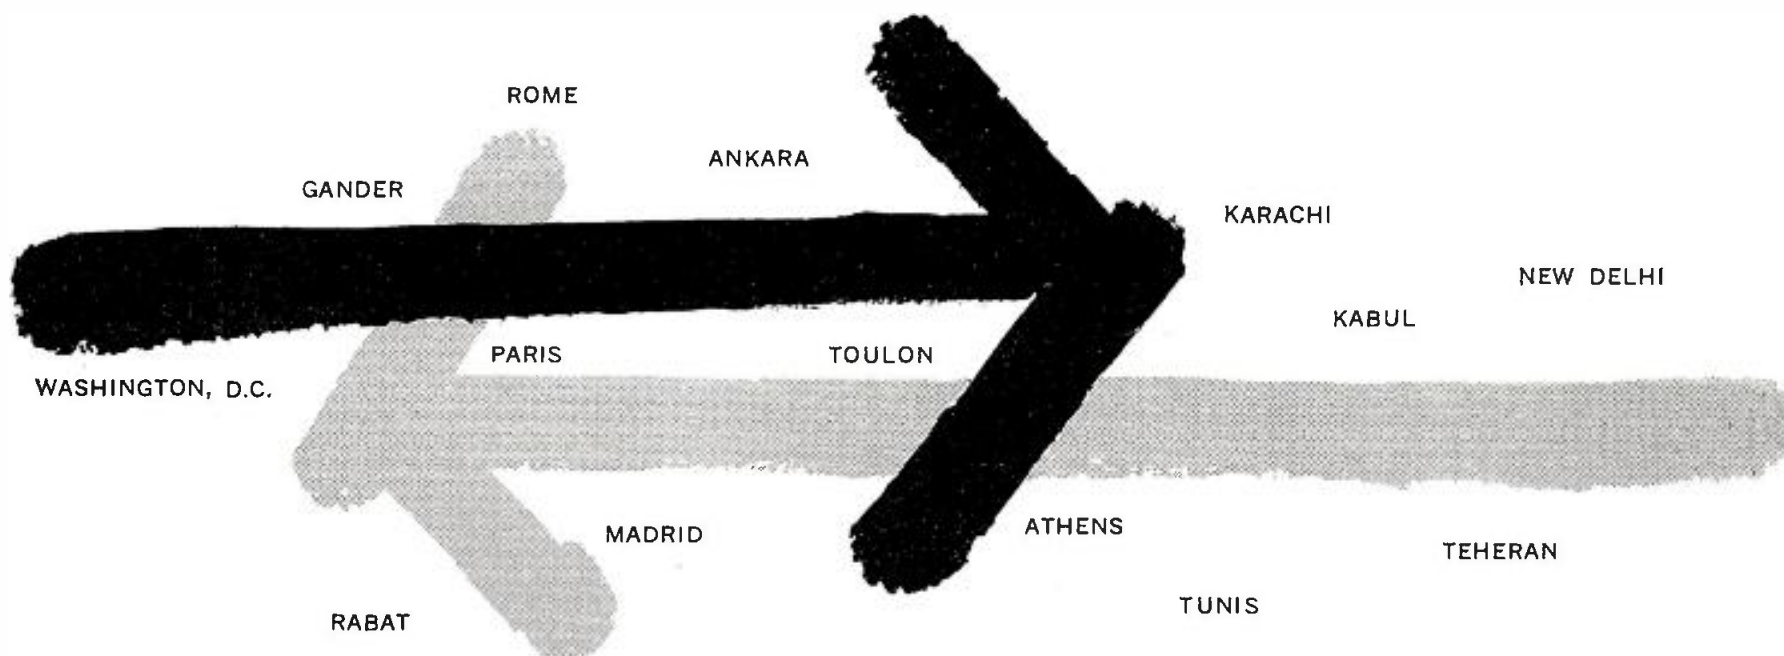 ROME
ANKARA
GANDER
KARACHI
NEW DELHI
KABUL
PARIS
TOULON
WASHINGTON, D.C.
MADRID
ATHENS
TEHERAN
TUNIS
RABAT